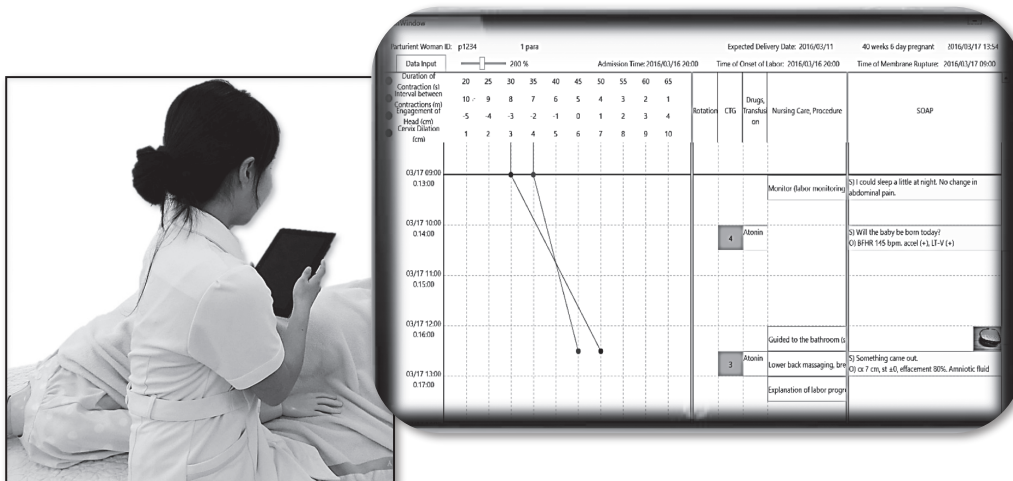 Window
Parturient Woman ID: p1234 1 para Expected Delivery Date: 2016/03/11 40 weeks 6 day pregnant 2016/03/17 13:54
Data Input 200 % Admission Time: 2016/03/16 20:00 Time of Onset of Labor: 2016/03/16 20:00 Time of Membrane Rupture: 2016/03/17 09:00
Duration of
Contraction (s) 20 25 30 35 40 45 50 55 60 65
Interval between
Contractions (m) 10 9 8 7 6 5 4 3 2 1
Engagement of
Head (cm) -5 -4 -3 -2 -1 0 1 2 3 4
Cervix Dilation
(cm) 1 2 3 4 5 6 7 8 9 10
Rotation CTG Drugs, Nursing Care, Procedure SOAP
Transfusi
on
03/17 09:00
0.13:00
Monitor (labor monitoring
S) I could sleep a little at night. No change in
abdominal pain.
03/17 10:00
0.14:00
4 Atonin
S) Will the baby be born today?
O) BFHR 145 bpm, accel (+), LT-V (+)
03/17 11:00
0.15:00
03/17 12:00
0.16:00
Guided to the bathroom (s
3 Atonin
Lower back massaging, bre
S) Something came out.
O) cx 7 cm, st ±0, effacement 80%. Amniotic fluid
03/17 13:00
0.17:00
Explanation of labor progr